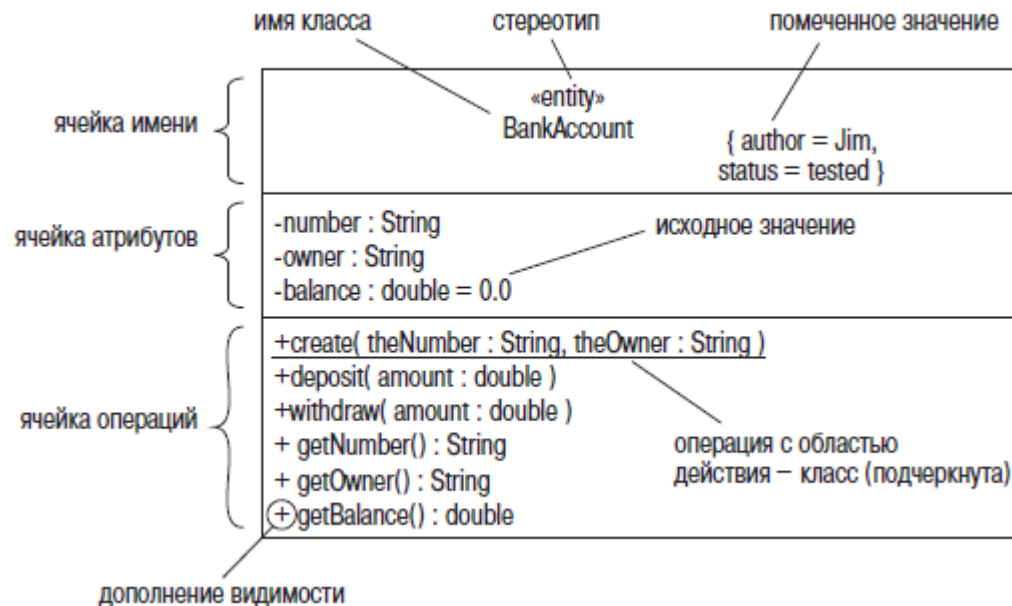 имя класса
стереотип
помеченное значение
ячейка имени
«entity»
BankAccount
{ author = Jim,
status = tested }
ячейка атрибутов
-number : String
-owner : String
-balance : double = 0.0
исходное значение
ячейка операций
+create( theNumber : String, theOwner : String )
+deposit( amount : double )
+withdraw( amount : double )
+ getNumber() : String
+ getOwner() : String
+getBalance() : double
операция с областью
действия – класс (подчеркнута)
дополнение видимости